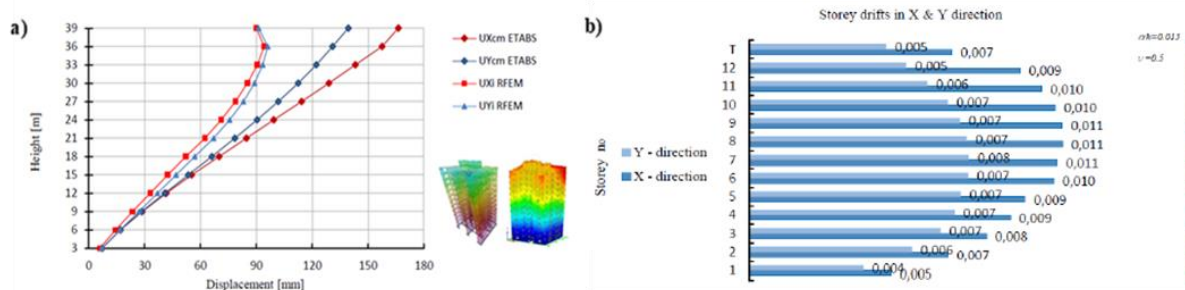 a)
39
36
33
30
27
24
21
18
15
12
9
6
3
Height [m]
0 30 60 90 120 150 180
Displacement [mm]
UXcm ETABS
UYcm ETABS
UXi RFEM
UYi RFEM
b)
Storey drifts in X & Y direction
υ=0.5
Storey no
Y - direction
X - direction
T 0,005 0,007
12 0,005 0,009
11 0,006 0,010
10 0,007 0,010
9 0,007 0,011
8 0,007 0,011
7 0,008 0,011
6 0,007 0,010
5 0,007 0,009
4 0,007 0,009
3 0,007 0,008
2 0,006 0,007
1 0,004 0,005